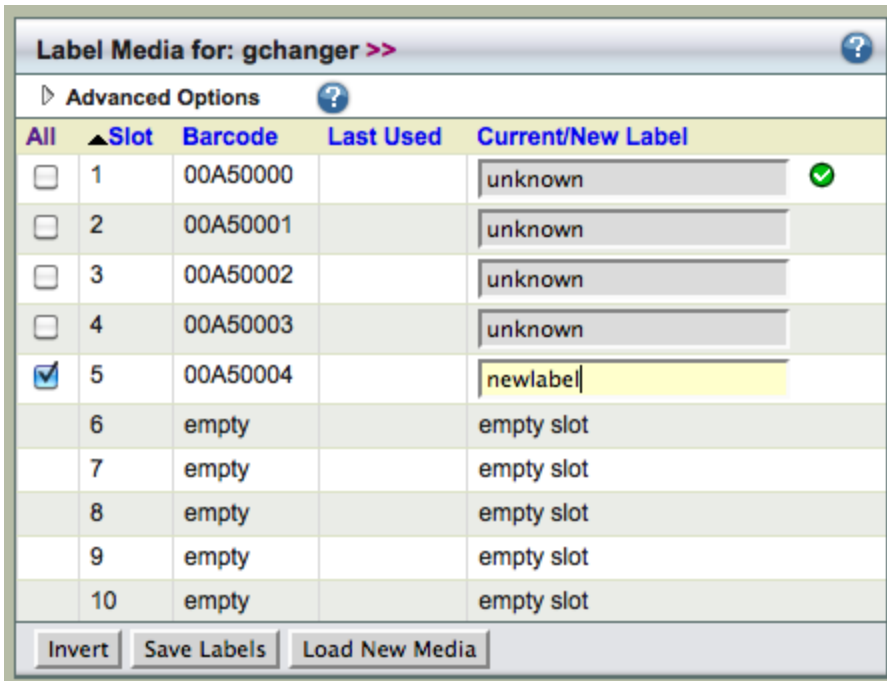 Label Media for: gchanger >> ?
Advanced Options ?
All Slot Barcode Last Used Current/New Label
1 00A50000 unknown
2 00A50001 unknown
3 00A50002 unknown
4 00A50003 unknown
5 00A50004 newlabel
6 empty empty slot
7 empty empty slot
8 empty empty slot
9 empty empty slot
10 empty empty slot
Invert Save Labels Load New Media